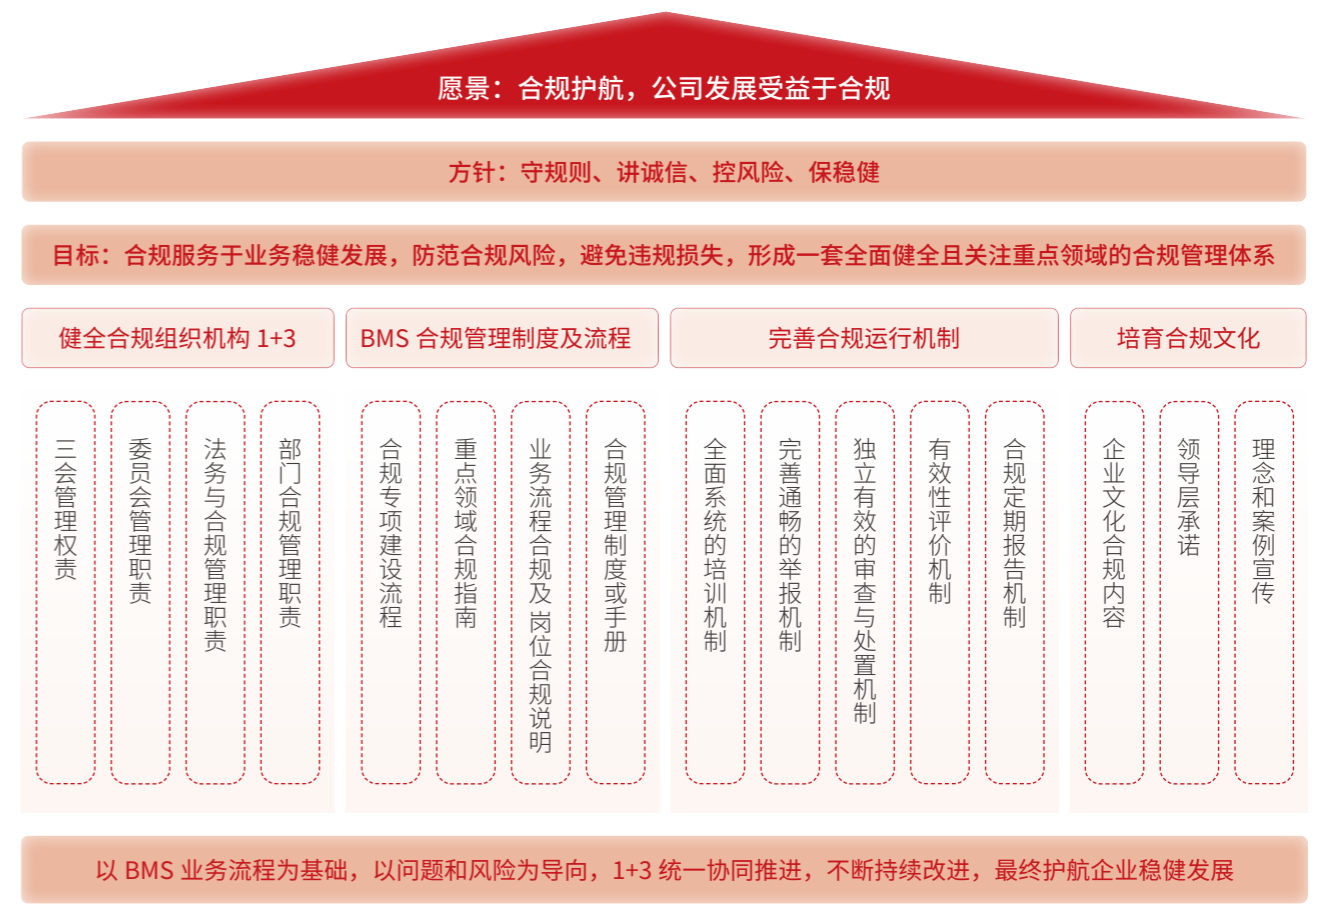 愿景：合规护航，公司发展受益于合规
方针：守规则、讲诚信、控风险、保稳健
目标：合规服务于业务稳健发展，防范合规风险，避免违规损失，形成一套全面健全且关注重点领域的合规管理体系
健全合规组织机构 1+3
BMS 合规管理制度及流程
完善合规运行机制
培育合规文化
三会管理权责
委员会管理职责
法务与合规管理职责
部门合规管理职责
合规专项建设流程
重点领域合规指南
业务流程合规及 岗位合规说明
合规管理制度或手册
全面系统的培训机制
完善通畅的举报机制
独立有效的审查与处置机制
有效性评价机制
合规定期报告机制
企业文化合规内容
领导层承诺
理念和案例宣传
以 BMS 业务流程为基础，以问题和风险为导向，1+3 统一协同推进，不断持续改进，最终护航企业稳健发展